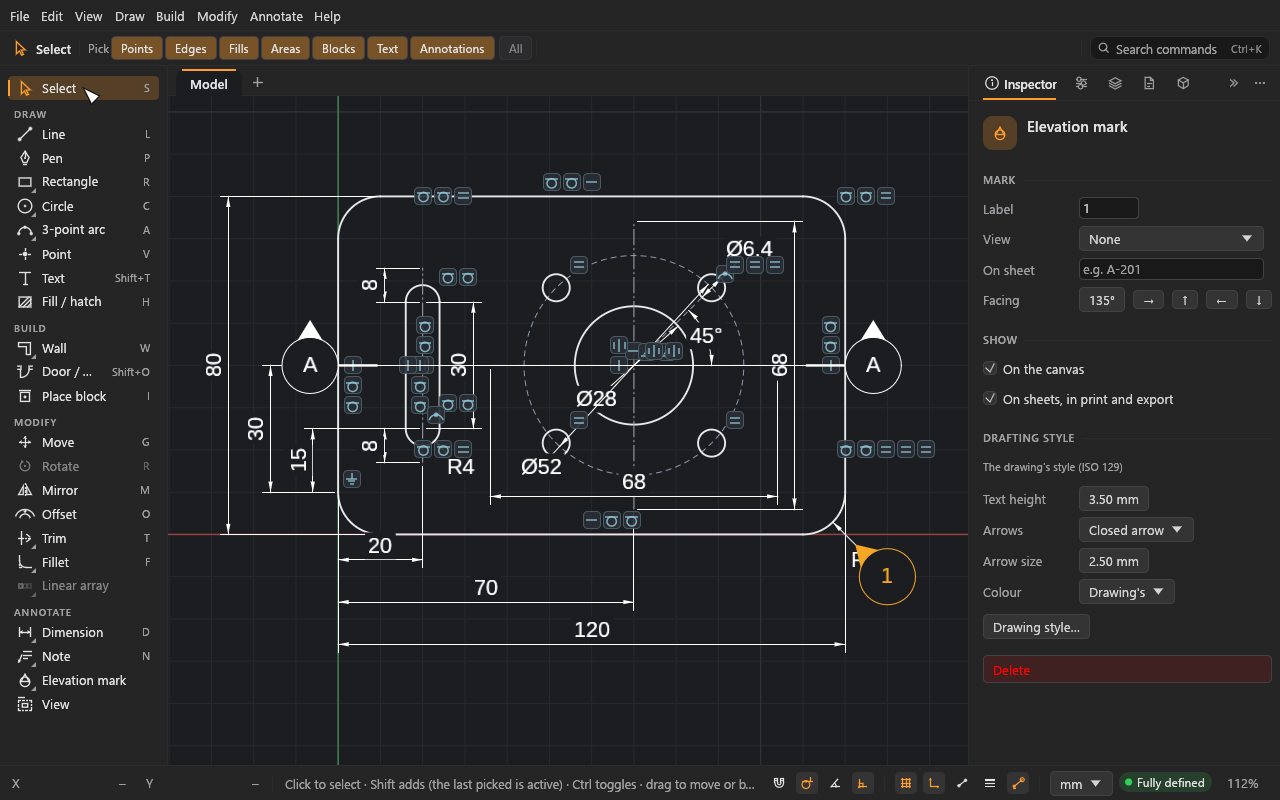 File Edit View Draw Build Modify Annotate Help
Select Pick Points Edges Fills Areas Blocks Text Annotations All Search commands Ctrl+K
Select S
DRAW
Line L
Pen P
Rectangle R
Circle C
3-point arc A
Point V
Text Shift+T
Fill / hatch H
BUILD
Wall W
Door / ... Shift+O
Place block I
MODIFY
Move G
Rotate R
Mirror M
Offset O
Trim T
Fillet F
Linear array
ANNOTATE
Dimension D
Note N
Elevation mark
View
Model
Ø6.4
8
45°
80
A
30
68
A
Ø28
30
15
8
R4
Ø52
68
20
1
70
120
Inspector
Elevation mark
MARK
Label 1
View None
On sheet e.g. A-201
Facing 135° → ↑ ← ↓
SHOW
On the canvas
On sheets, in print and export
DRAFTING STYLE
The drawing's style (ISO 129)
Text height 3.50 mm
Arrows Closed arrow
Arrow size 2.50 mm
Colour Drawing's
Drawing style...
Delete
X – Y – Click to select · Shift adds (the last picked is active) · Ctrl toggles · drag to move or b... mm Fully defined 112%